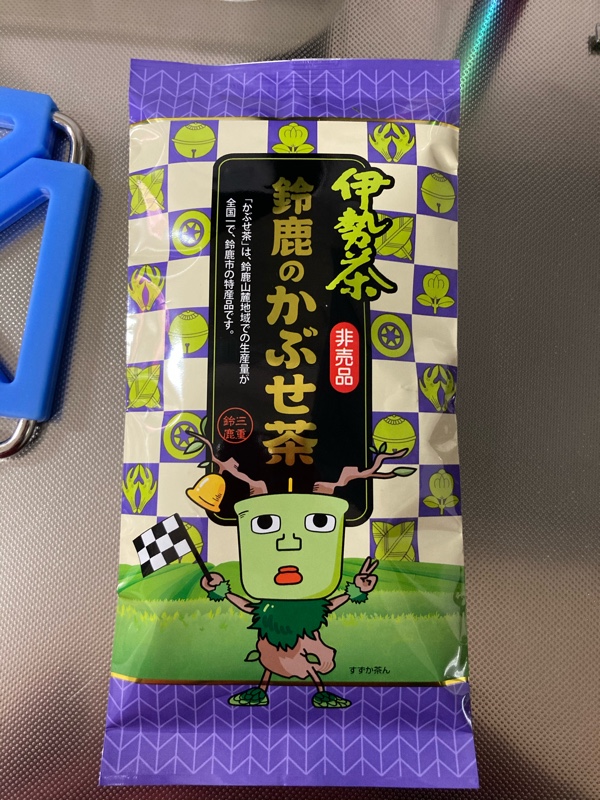 伊勢茶
鈴鹿のかぶせ茶
非売品
「かぶせ茶」は、鈴鹿山麓地域での生産量が
全国一で、鈴鹿市の特産品です。
三重
鈴鹿
すずか茶ん